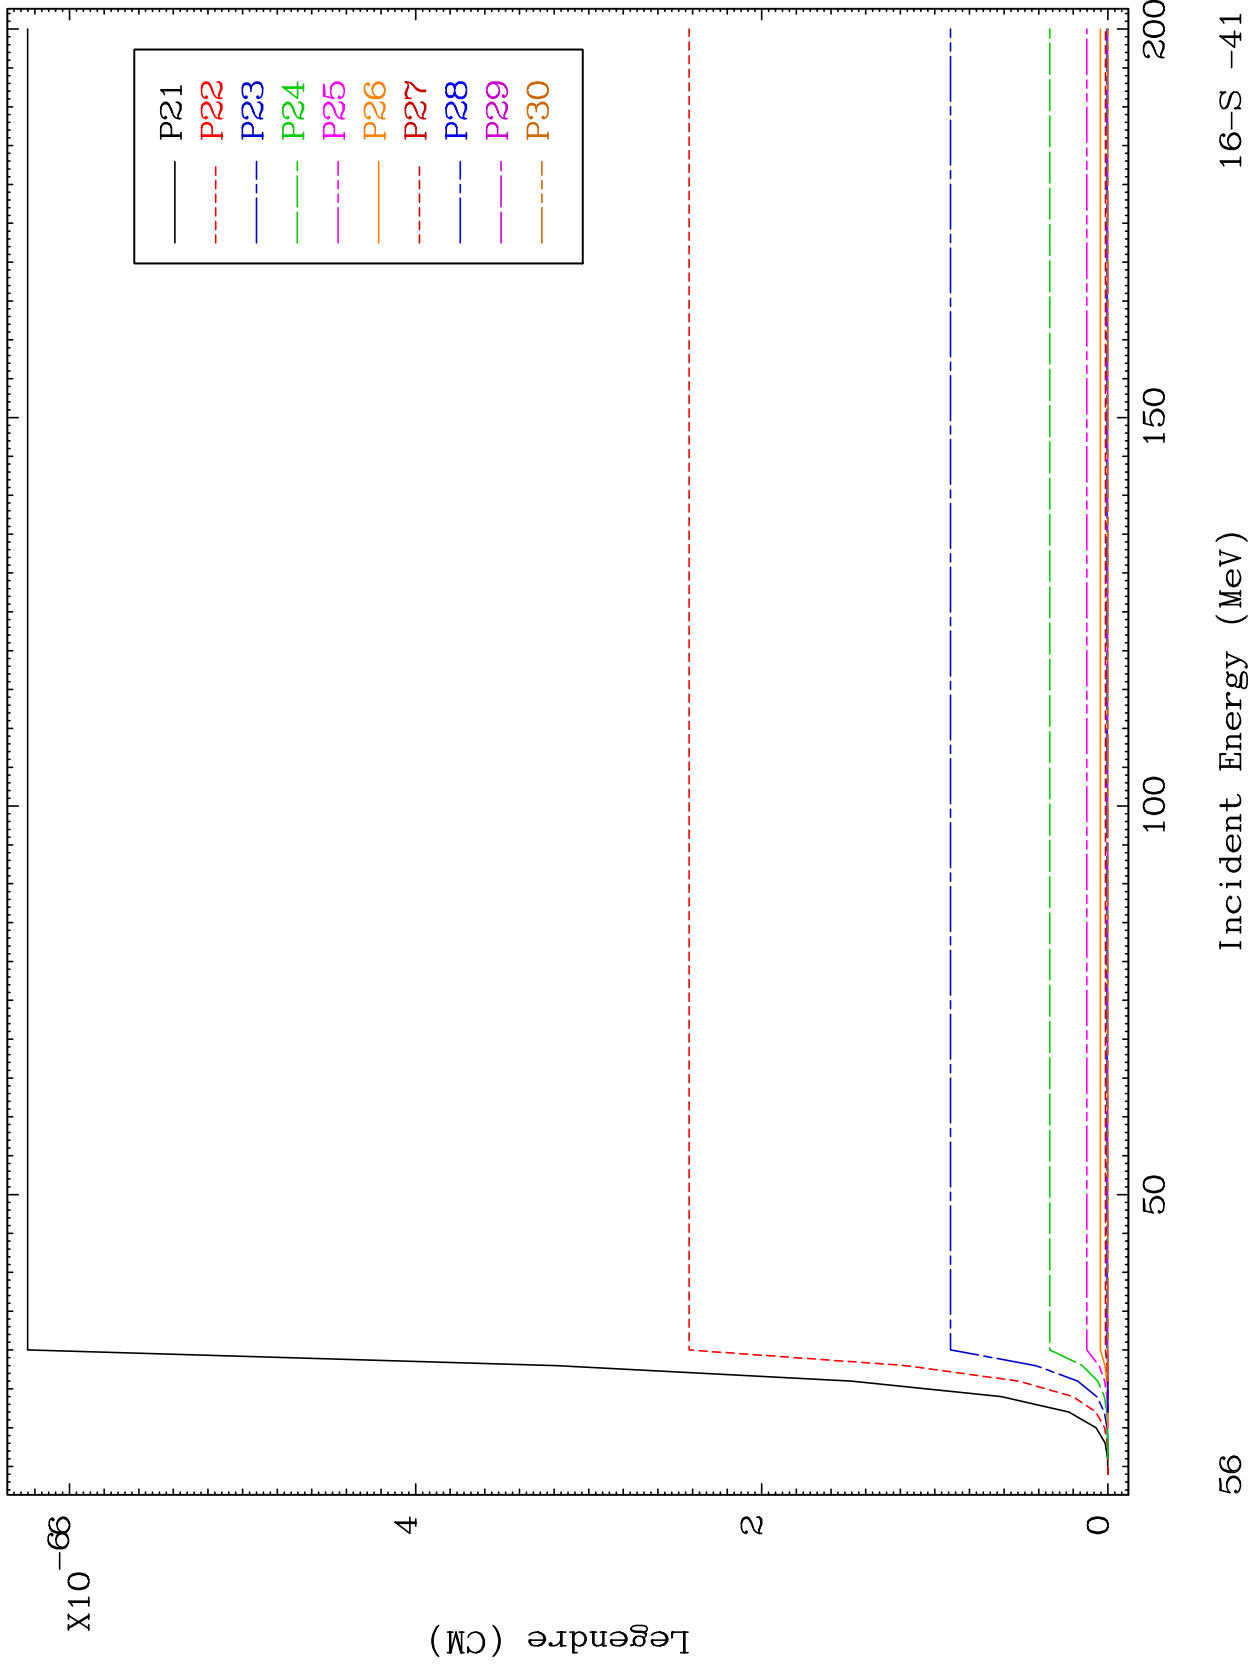 X10-6
6
4
2
0
Legendre (CM)
P21
P22
P23
P24
P25
P26
P27
P28
P29
P30
50 100 150 200
56 Incident Energy (MeV) 16-S -41